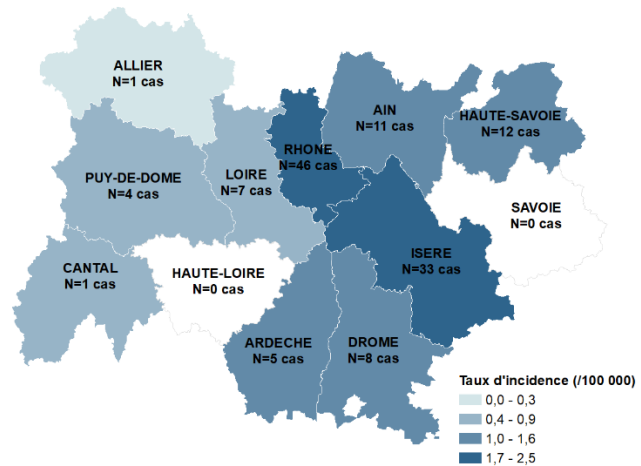 ALLIER
N=1 cas
AIN
N=11 cas
HAUTE-SAVOIE
N=12 cas
RHONE
N=46 cas
PUY-DE-DOME
N=4 cas
LOIRE
N=7 cas
SAVOIE
N=0 cas
ISERE
N=33 cas
CANTAL
N=1 cas
HAUTE-LOIRE
N=0 cas
ARDECHE
N=5 cas
DROME
N=8 cas
Taux d'incidence (/100 000)
0,0 - 0,3
0,4 - 0,9
1,0 - 1,6
1,7 - 2,5